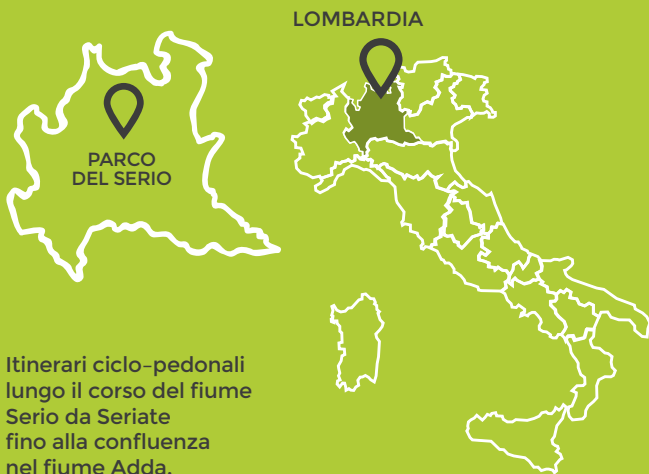 LOMBARDIA
PARCO
DEL SERIO
Itinerari ciclo-pedonali
lungo il corso del fiume
Serio da Seriate
fino alla confluenza
nel fiume Adda.